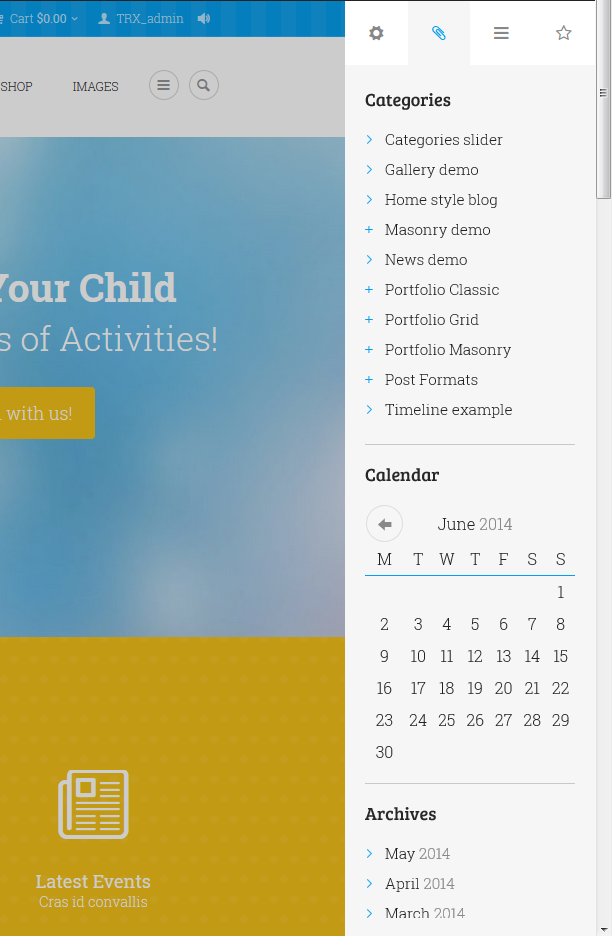 Cart $0.00
TRX_admin
SHOP
IMAGES
Your Child
s of Activities!
with us!
Latest Events
Cras id convallis
Categories
Categories slider
Gallery demo
Home style blog
+ Masonry demo
News demo
+ Portfolio Classic
+ Portfolio Grid
+ Portfolio Masonry
+ Post Formats
Timeline example
Calendar
June 2014
M T W T F S S
1
2 3 4 5 6 7 8
9 10 11 12 13 14 15
16 17 18 19 20 21 22
23 24 25 26 27 28 29
30
Archives
May 2014
April 2014
March 2014